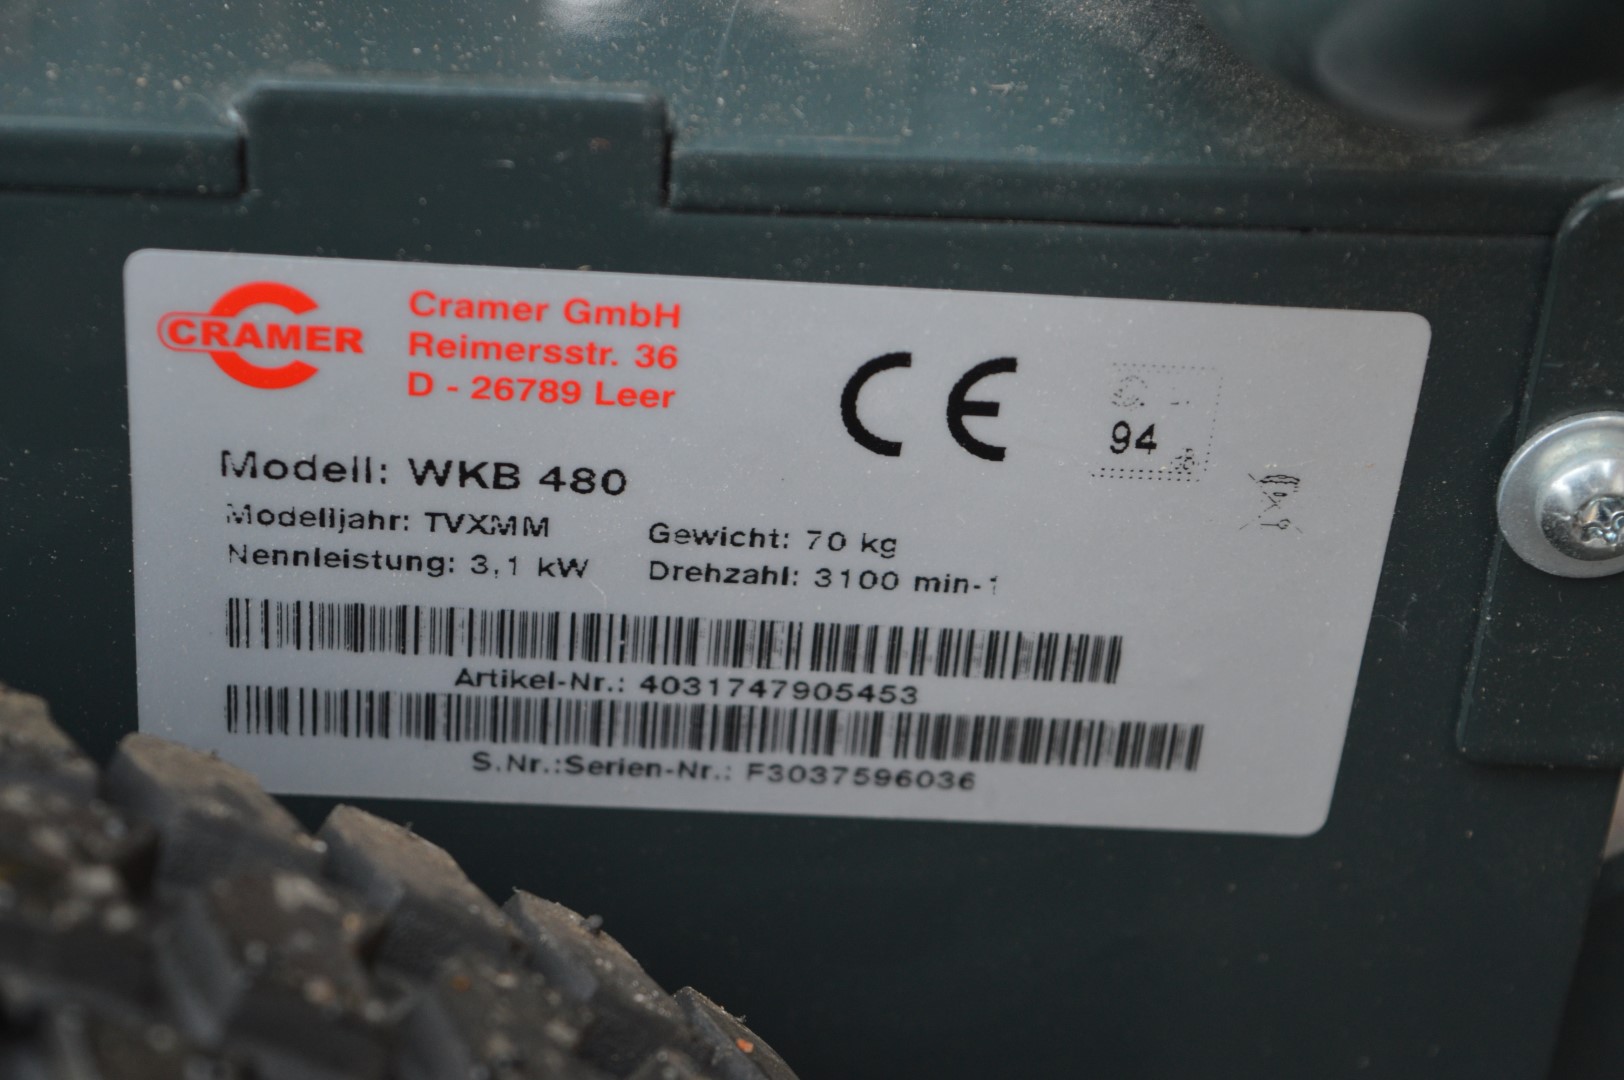 CRAMER
Cramer GmbH
Reimersstr. 36
D - 26789 Leer
CE
94
Modell: WKB 480
Modelljahr: TVXMM
Gewicht: 70 kg
Nennleistung: 3,1 kW
Drehzahl: 3100 min-1
Artikel-Nr.: 4031747905453
S.Nr.:Serien-Nr.: F3037596036